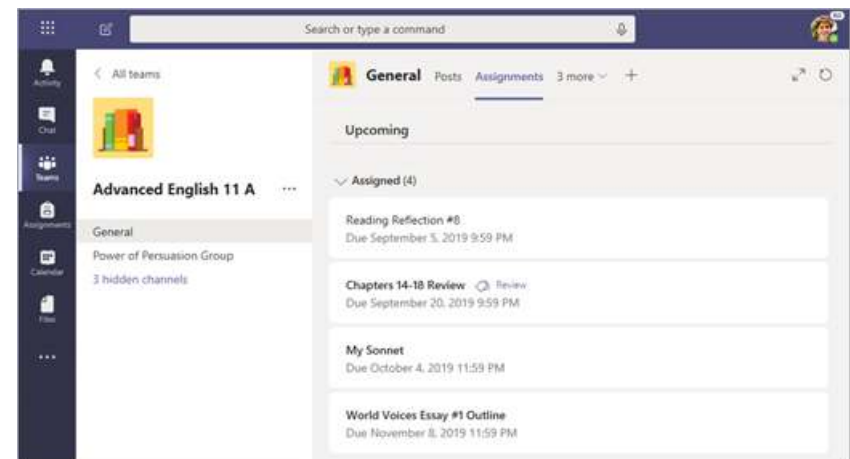 Search or type a command
Activity
Chat
Teams
Assignments
Calendar
Files
All teams
Advanced English 11 A
General
Power of Persuasion Group
3 hidden channels
General Posts Assignments 3 more
Upcoming
Assigned (4)
Reading Reflection #8
Due September 5, 2019 9:59 PM
Chapters 14-18 Review Review
Due September 20, 2019 9:59 PM
My Sonnet
Due October 4, 2019 11:59 PM
World Voices Essay #1 Outline
Due November 8, 2019 11:59 PM